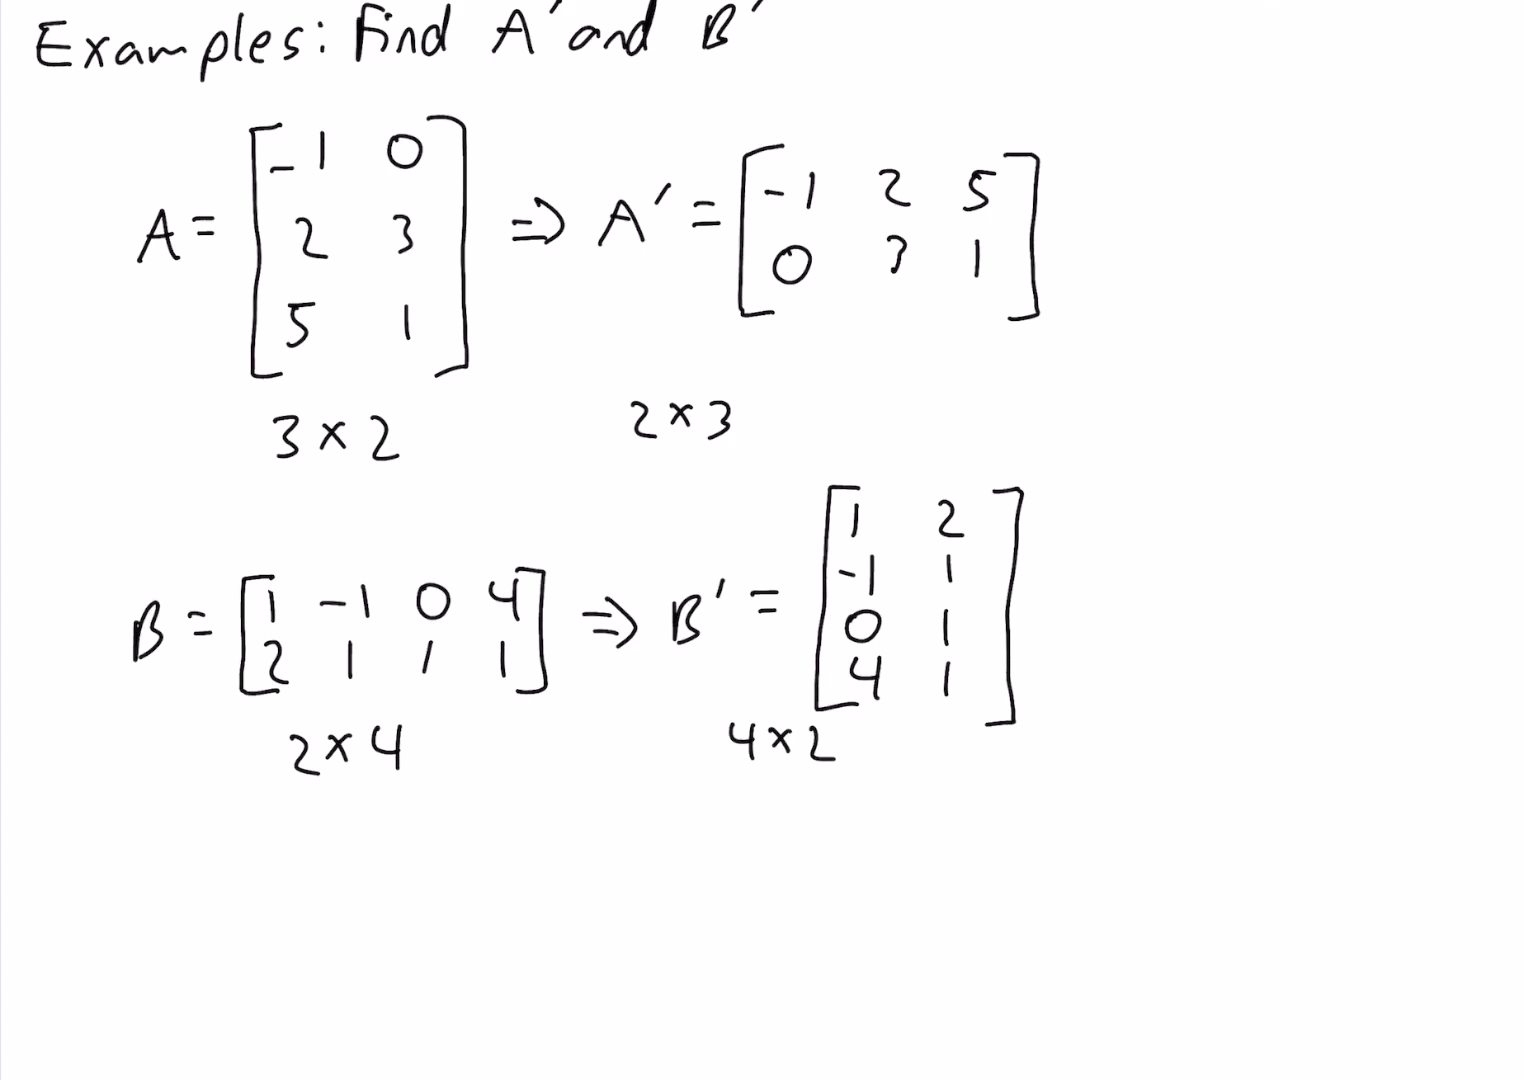 Examples: Find A′ and B′
A = [ -1 0 ; 2 3 ; 5 1 ] ⇒ A′ = [ -1 2 5 ; 0 3 1 ]
3 × 2 2 × 3
B = [ 1 -1 0 4 ; 2 1 1 1 ] ⇒ B′ = [ 1 2 ; -1 1 ; 0 1 ; 4 1 ]
2 × 4 4 × 2